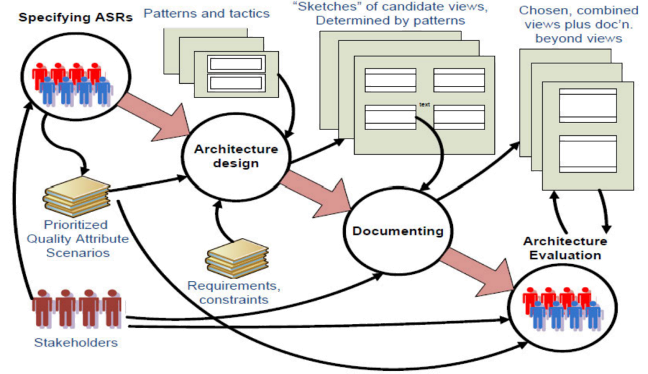 Specifying ASRs
Patterns and tactics
“Sketches” of candidate views,
Determined by patterns
Chosen, combined
views plus doc’n.
beyond views
text
Architecture
design
Prioritized
Quality Attribute
Scenarios
Requirements,
constraints
Documenting
Architecture
Evaluation
Stakeholders